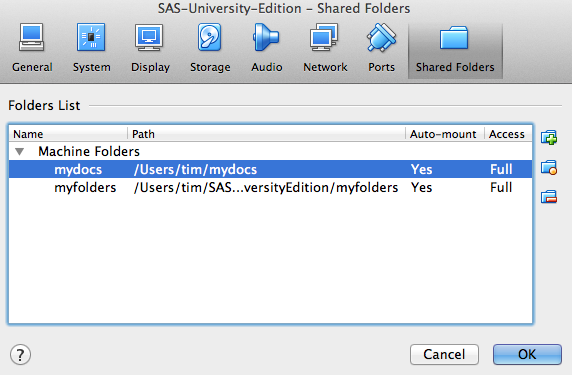 SAS-University-Edition – Shared Folders
General System Display Storage Audio Network Ports Shared Folders
Folders List
Name Path Auto-mount Access
Machine Folders
mydocs /Users/tim/mydocs Yes Full
myfolders /Users/tim/SAS...versityEdition/myfolders Yes Full
? Cancel OK